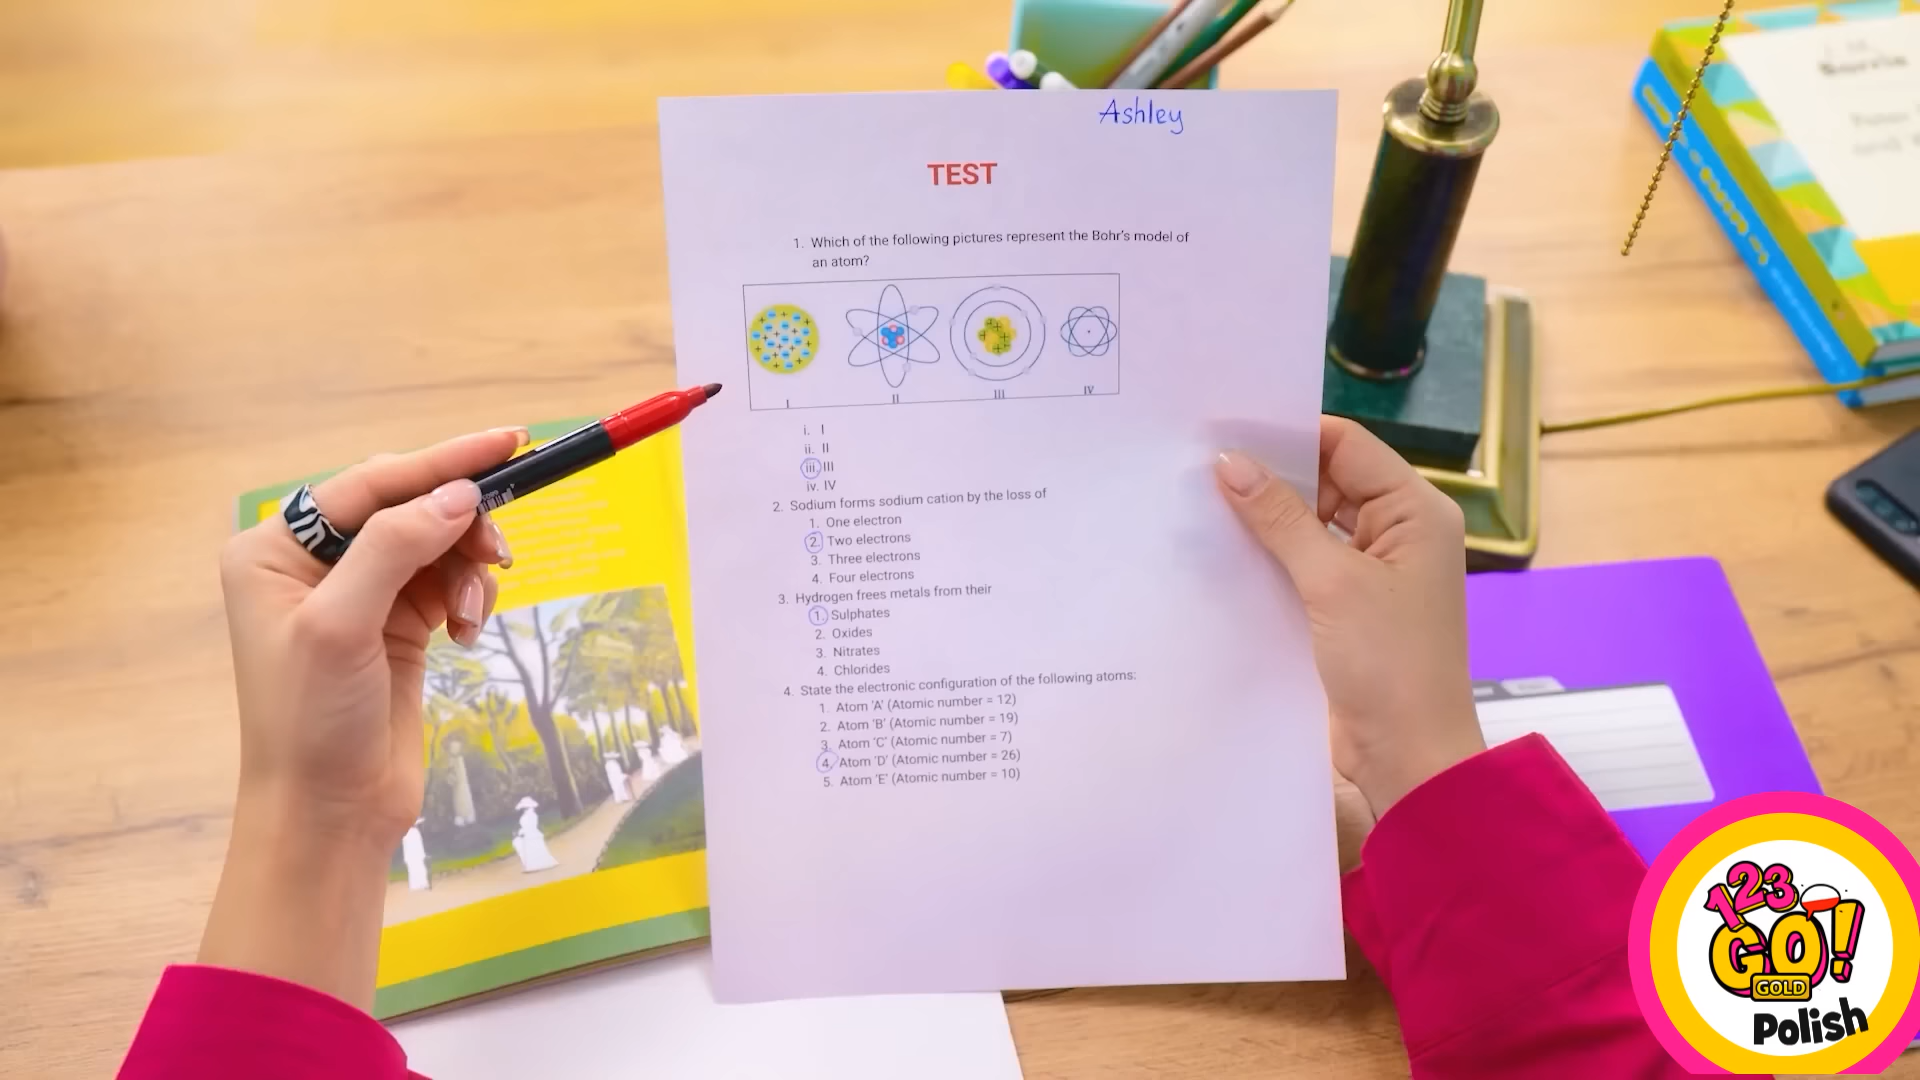 Ashley
TEST
1. Which of the following pictures represent the Bohr's model of
an atom?
I
II
III
IV
i. I
ii. II
iii. III
iv. IV
2. Sodium forms sodium cation by the loss of
1. One electron
2. Two electrons
3. Three electrons
4. Four electrons
3. Hydrogen frees metals from their
1. Sulphates
2. Oxides
3. Nitrates
4. Chlorides
4. State the electronic configuration of the following atoms:
1. Atom 'A' (Atomic number = 12)
2. Atom 'B' (Atomic number = 19)
3. Atom 'C' (Atomic number = 7)
4. Atom 'D' (Atomic number = 26)
5. Atom 'E' (Atomic number = 10)
123
GO!
GOLD
Polish